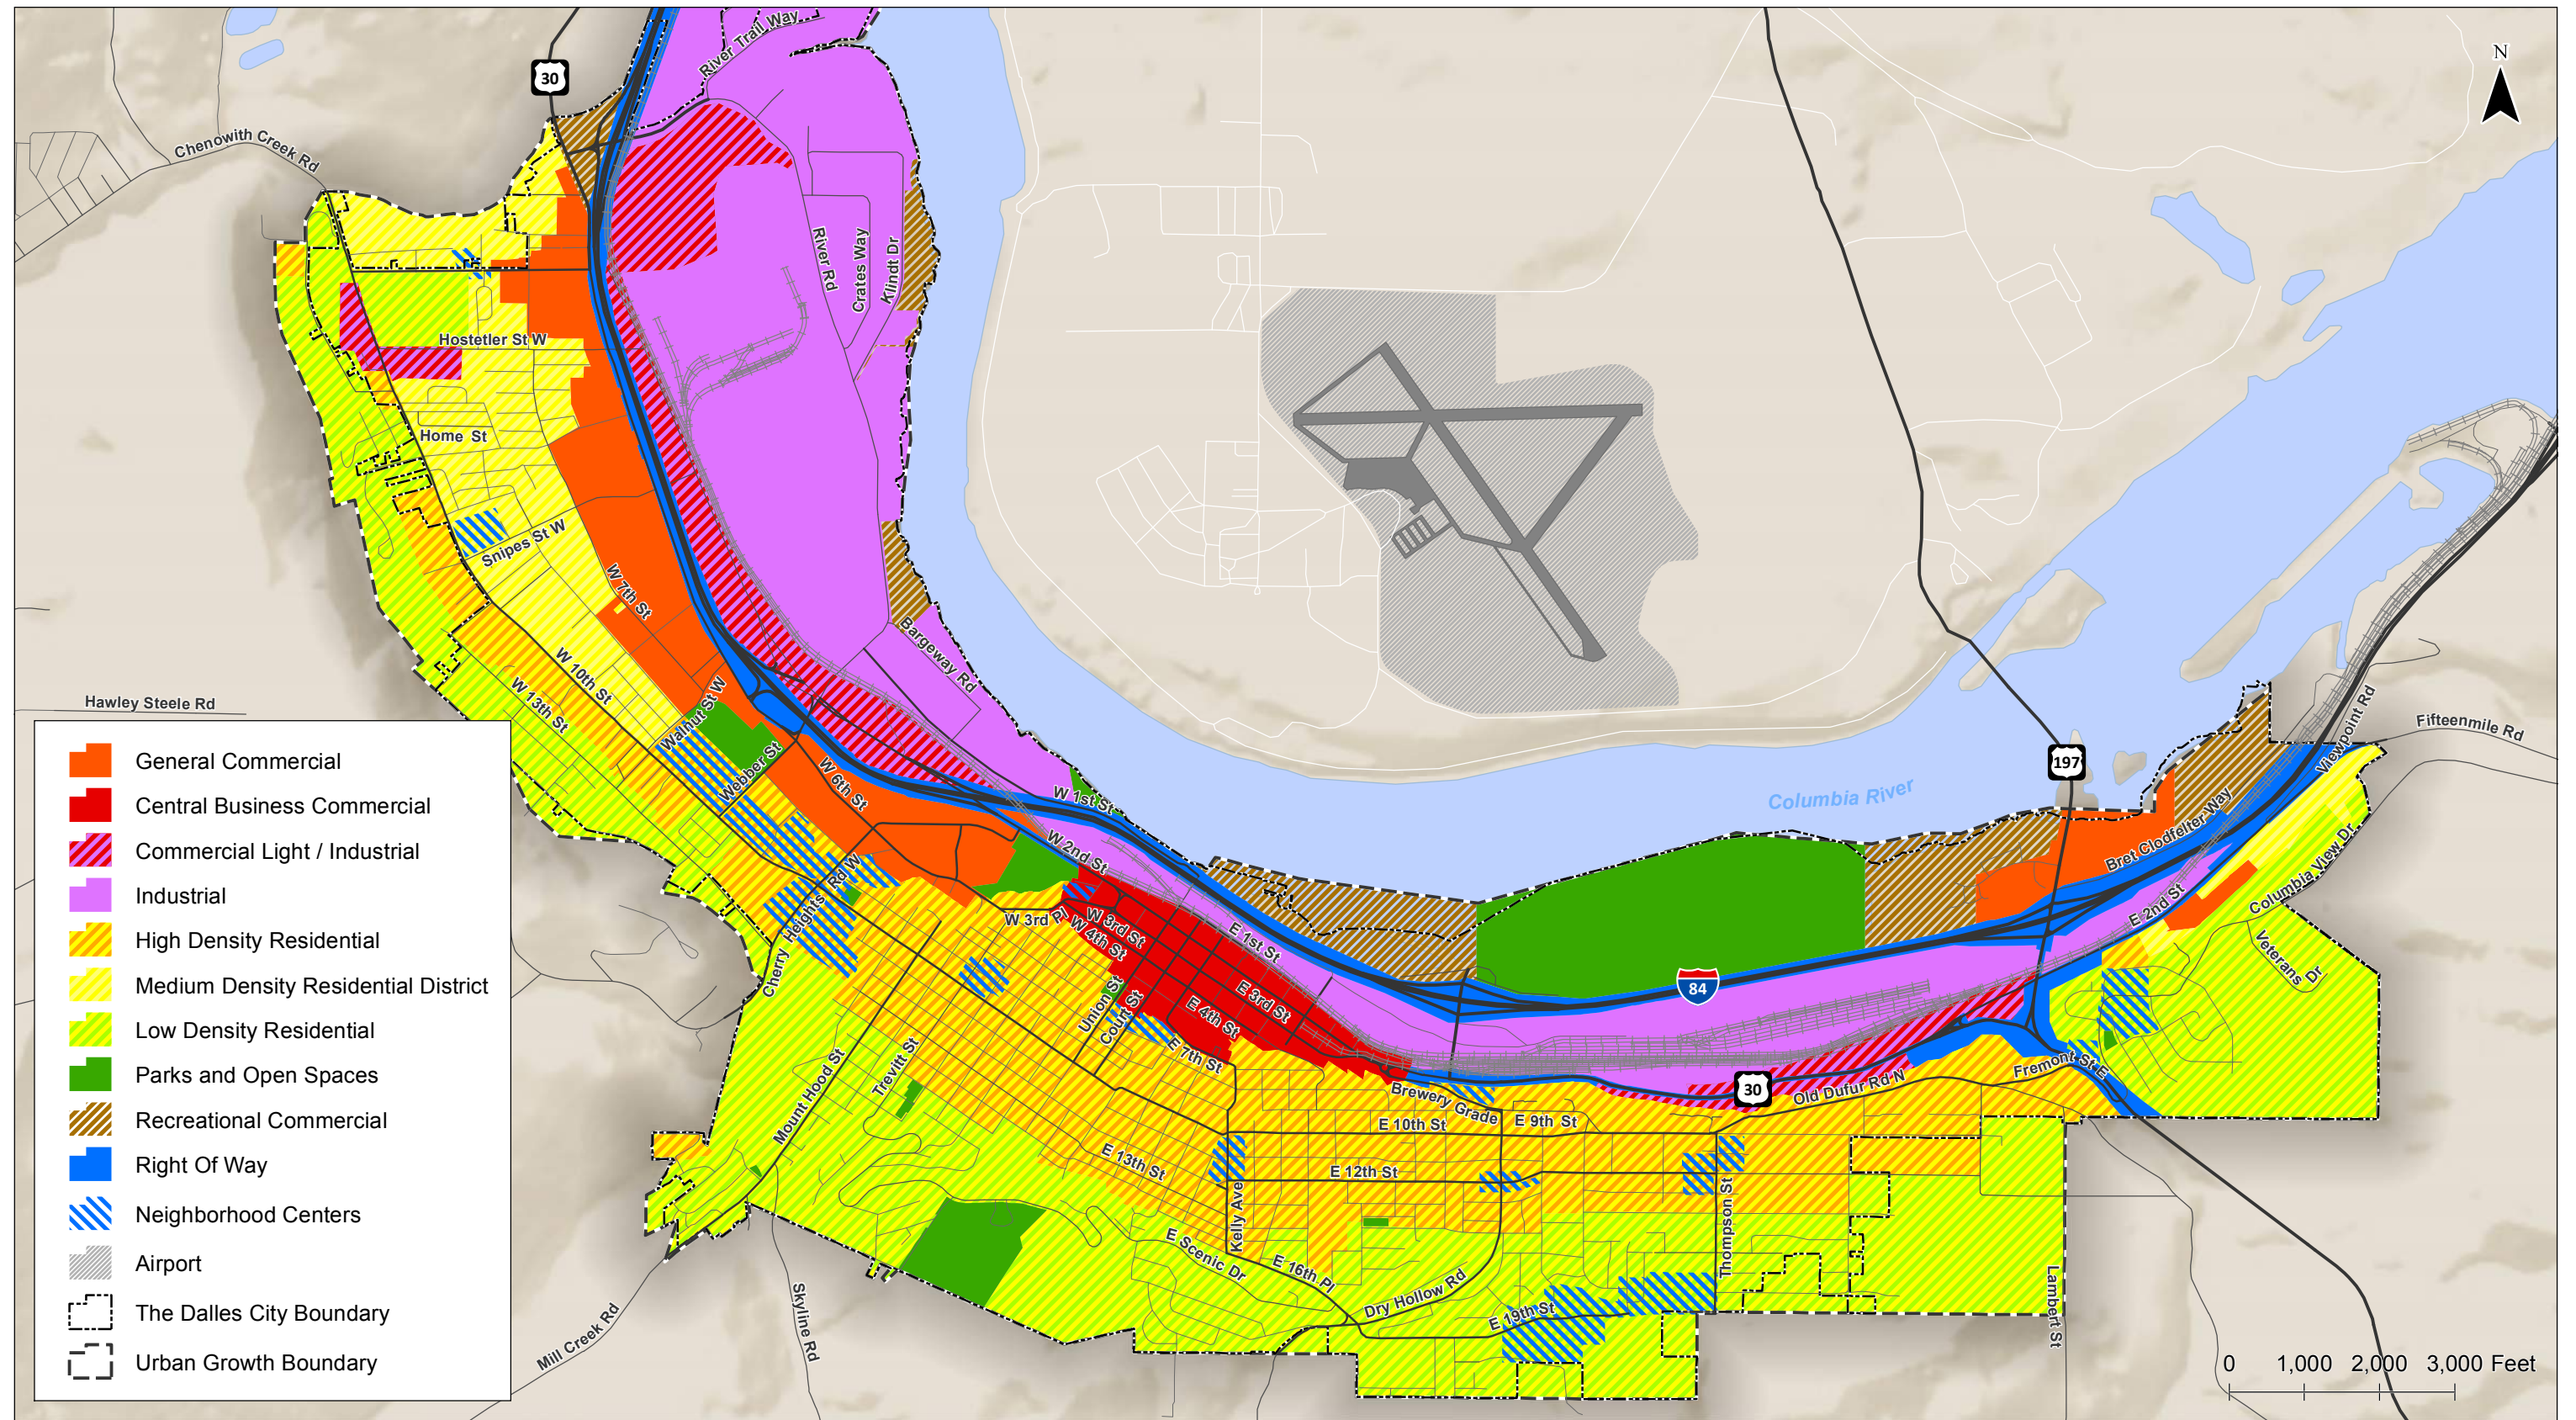 N
30
River Trail Way
Chenowith Creek Rd
River Rd
Crates Way
Klindt Dr
Hostetler St W
Home St
Snipes St W
W 7th St
Bargeway Rd
W 10th St
W 13th St
Walnut St W
Hawley Steele Rd
Webber St
W 6th St
W 1st St
W 2nd St
Cherry Heights Rd W
W 3rd Pl
W 3rd St
W 4th St
E 1st St
Union St
Court St
E 3rd St
E 4th St
E 7th St
Mount Hood St
Trevitt St
Columbia River
197
Viewpoint Rd
Fifteenmile Rd
Bret Clodfelter Way
Columbia View Dr
E 2nd St
Veterans Dr
84
30
Old Dufur Rd N
Fremont St E
Brewery Grade
E 9th St
E 10th St
E 12th St
E 13th St
Kelly Ave
Thompson St
E Scenic Dr
E 16th Pl
Dry Hollow Rd
E 19th St
Lambert St
Skyline Rd
Mill Creek Rd
General Commercial
Central Business Commercial
Commercial Light / Industrial
Industrial
High Density Residential
Medium Density Residential District
Low Density Residential
Parks and Open Spaces
Recreational Commercial
Right Of Way
Neighborhood Centers
Airport
The Dalles City Boundary
Urban Growth Boundary
0 1,000 2,000 3,000 Feet